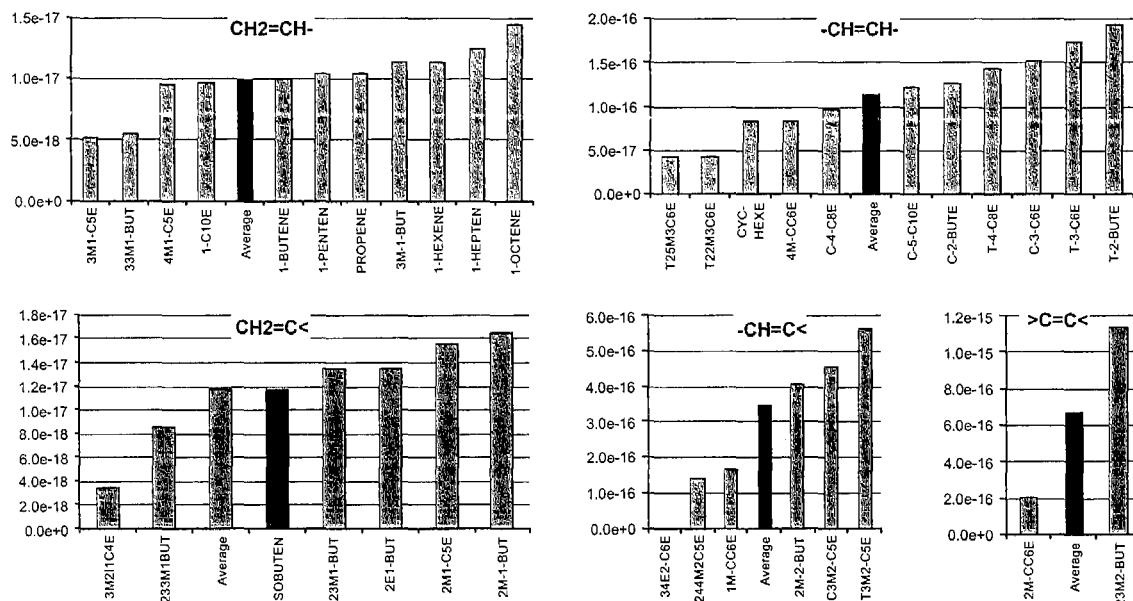 CH2=CH-
1.5e-17
1.0e-17
5.0e-18
0.0e+0
3M1-C5E
33M1-BUT
4M1-C5E
1-C10E
Average
1-BUTENE
1-PENTEN
PROPENE
3M-1-BUT
1-HEXENE
1-HEPTEN
1-OCTENE
-CH=CH-
2.0e-16
1.5e-16
1.0e-16
5.0e-17
0.0e+0
T25M3C6E
T22M3C6E
CYC-
HEXE
4M-CC6E
C-4-C8E
Average
C-5-C10E
C-2-BUTE
T-4-C8E
C-3-C6E
T-3-C6E
T-2-BUTE
CH2=C<
1.8e-17
1.6e-17
1.4e-17
1.2e-17
1.0e-17
8.0e-18
6.0e-18
4.0e-18
2.0e-18
0.0e+0
3M2I1C4E
233M1BUT
Average
SOBUTEN
23M1-BUT
2E1-BUT
2M1-C5E
2M-1-BUT
-CH=C<
6.0e-16
5.0e-16
4.0e-16
3.0e-16
2.0e-16
1.0e-16
0.0e+0
34E2-C6E
244M2C5E
1M-CC6E
Average
2M-2-BUT
C3M2-C5E
T3M2-C5E
>C=C<
1.2e-15
1.0e-15
8.0e-16
6.0e-16
4.0e-16
2.0e-16
0.0e+0
2M-CC6E
Average
23M2-BUT